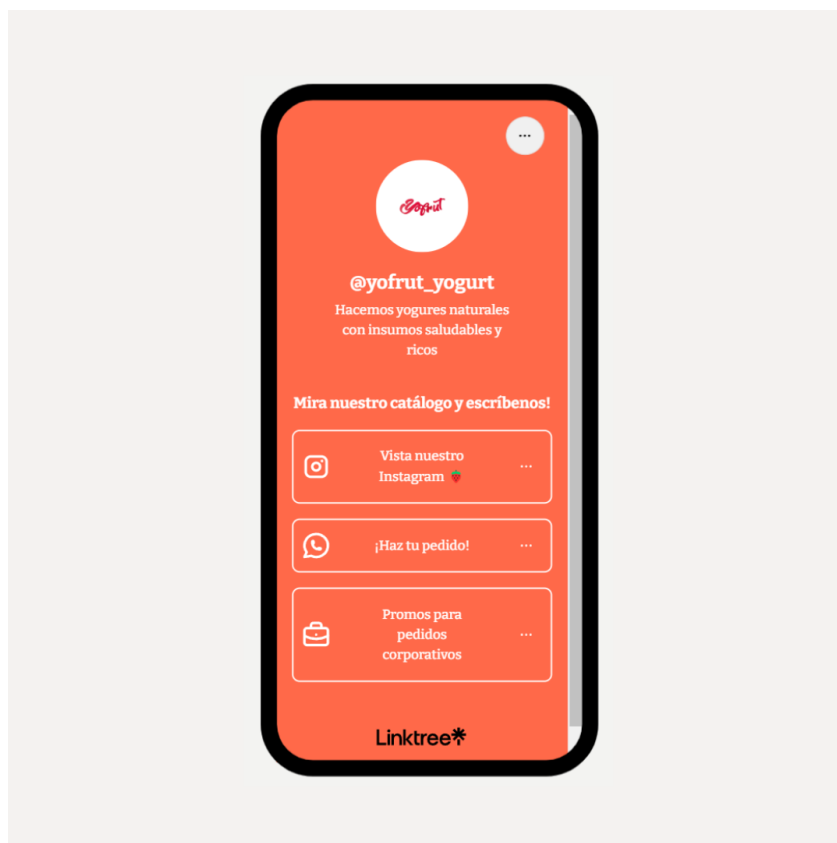 Yofrut
@yofrut_yogurt
Hacemos yogures naturales
con insumos saludables y
ricos
Mira nuestro catálogo y escríbenos!
Vista nuestro
Instagram 🍓
¡Haz tu pedido!
Promos para
pedidos
corporativos
Linktree